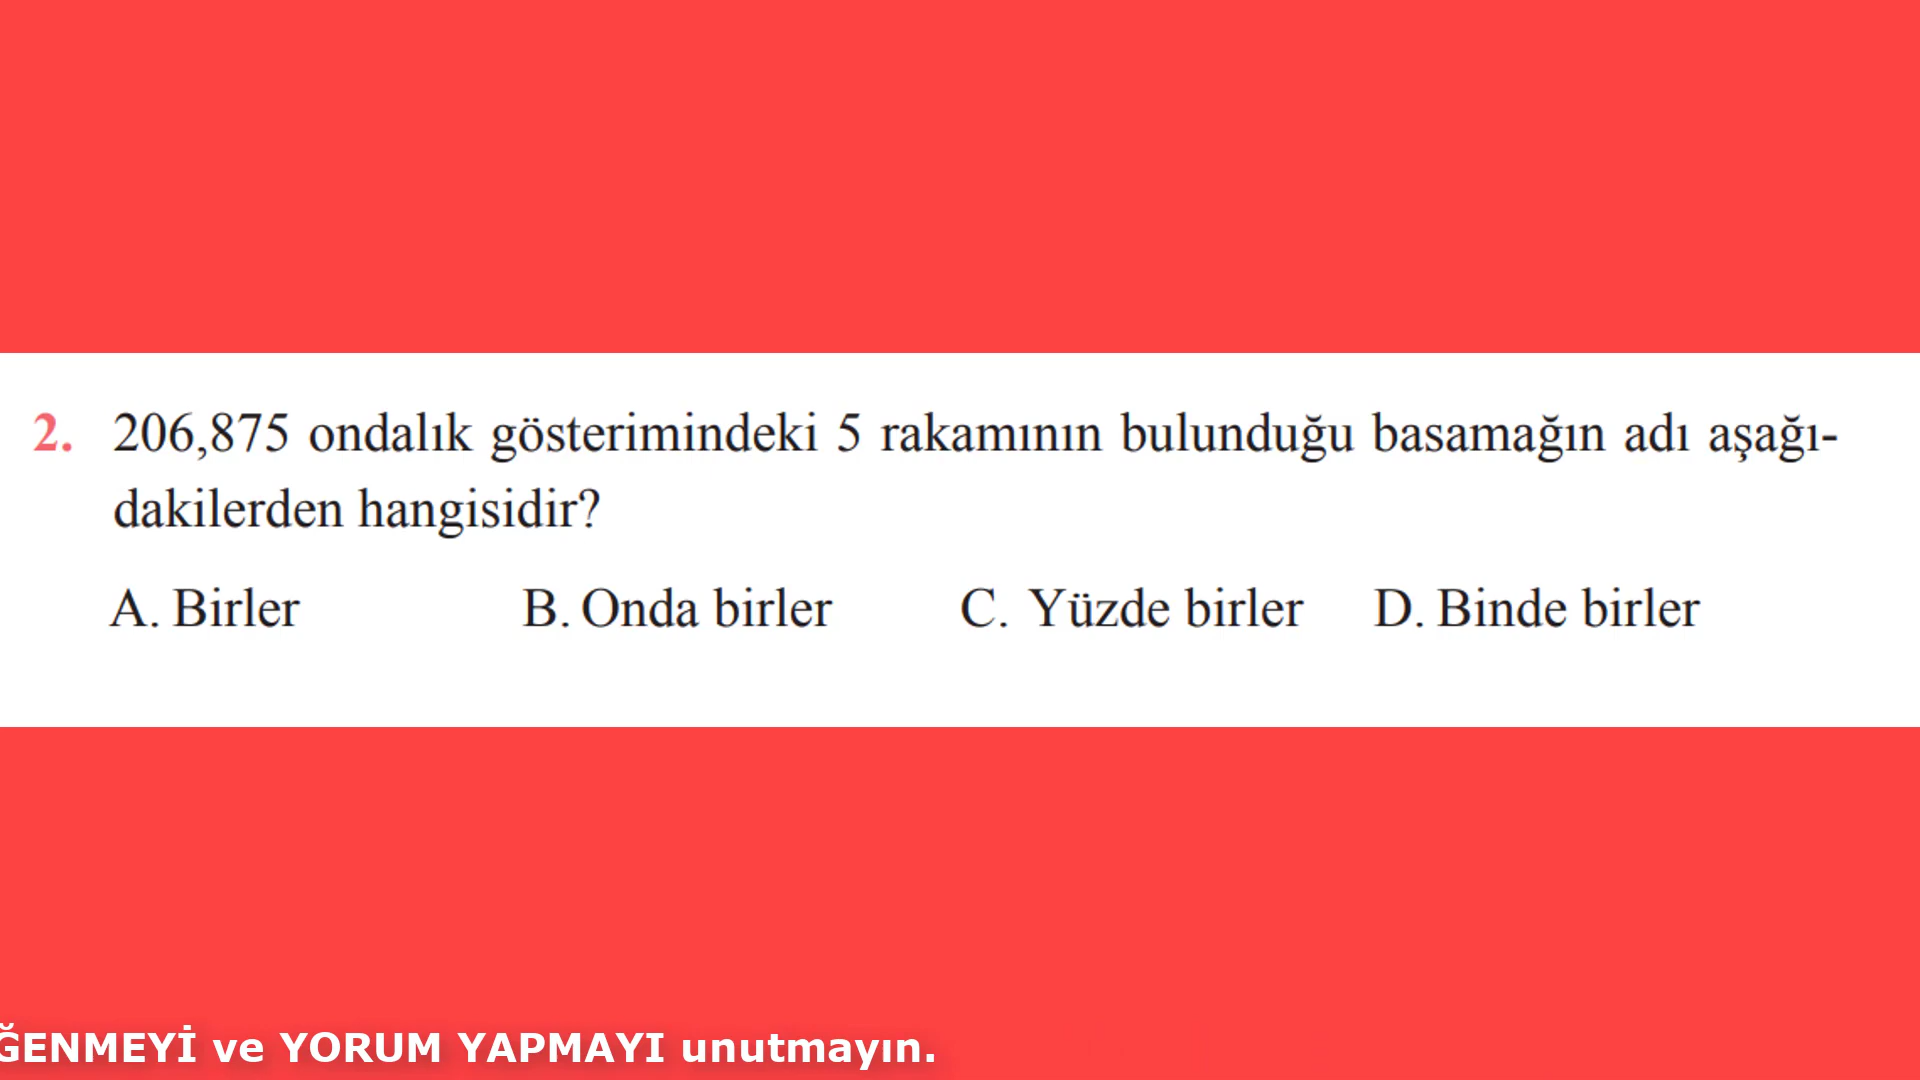 2. 206,875 ondalık gösterimindeki 5 rakamının bulunduğu basamağın adı aşağı-
dakilerden hangisidir?
A. Birler B. Onda birler C. Yüzde birler D. Binde birler
ĞENMEYİ ve YORUM YAPMAYI unutmayın.